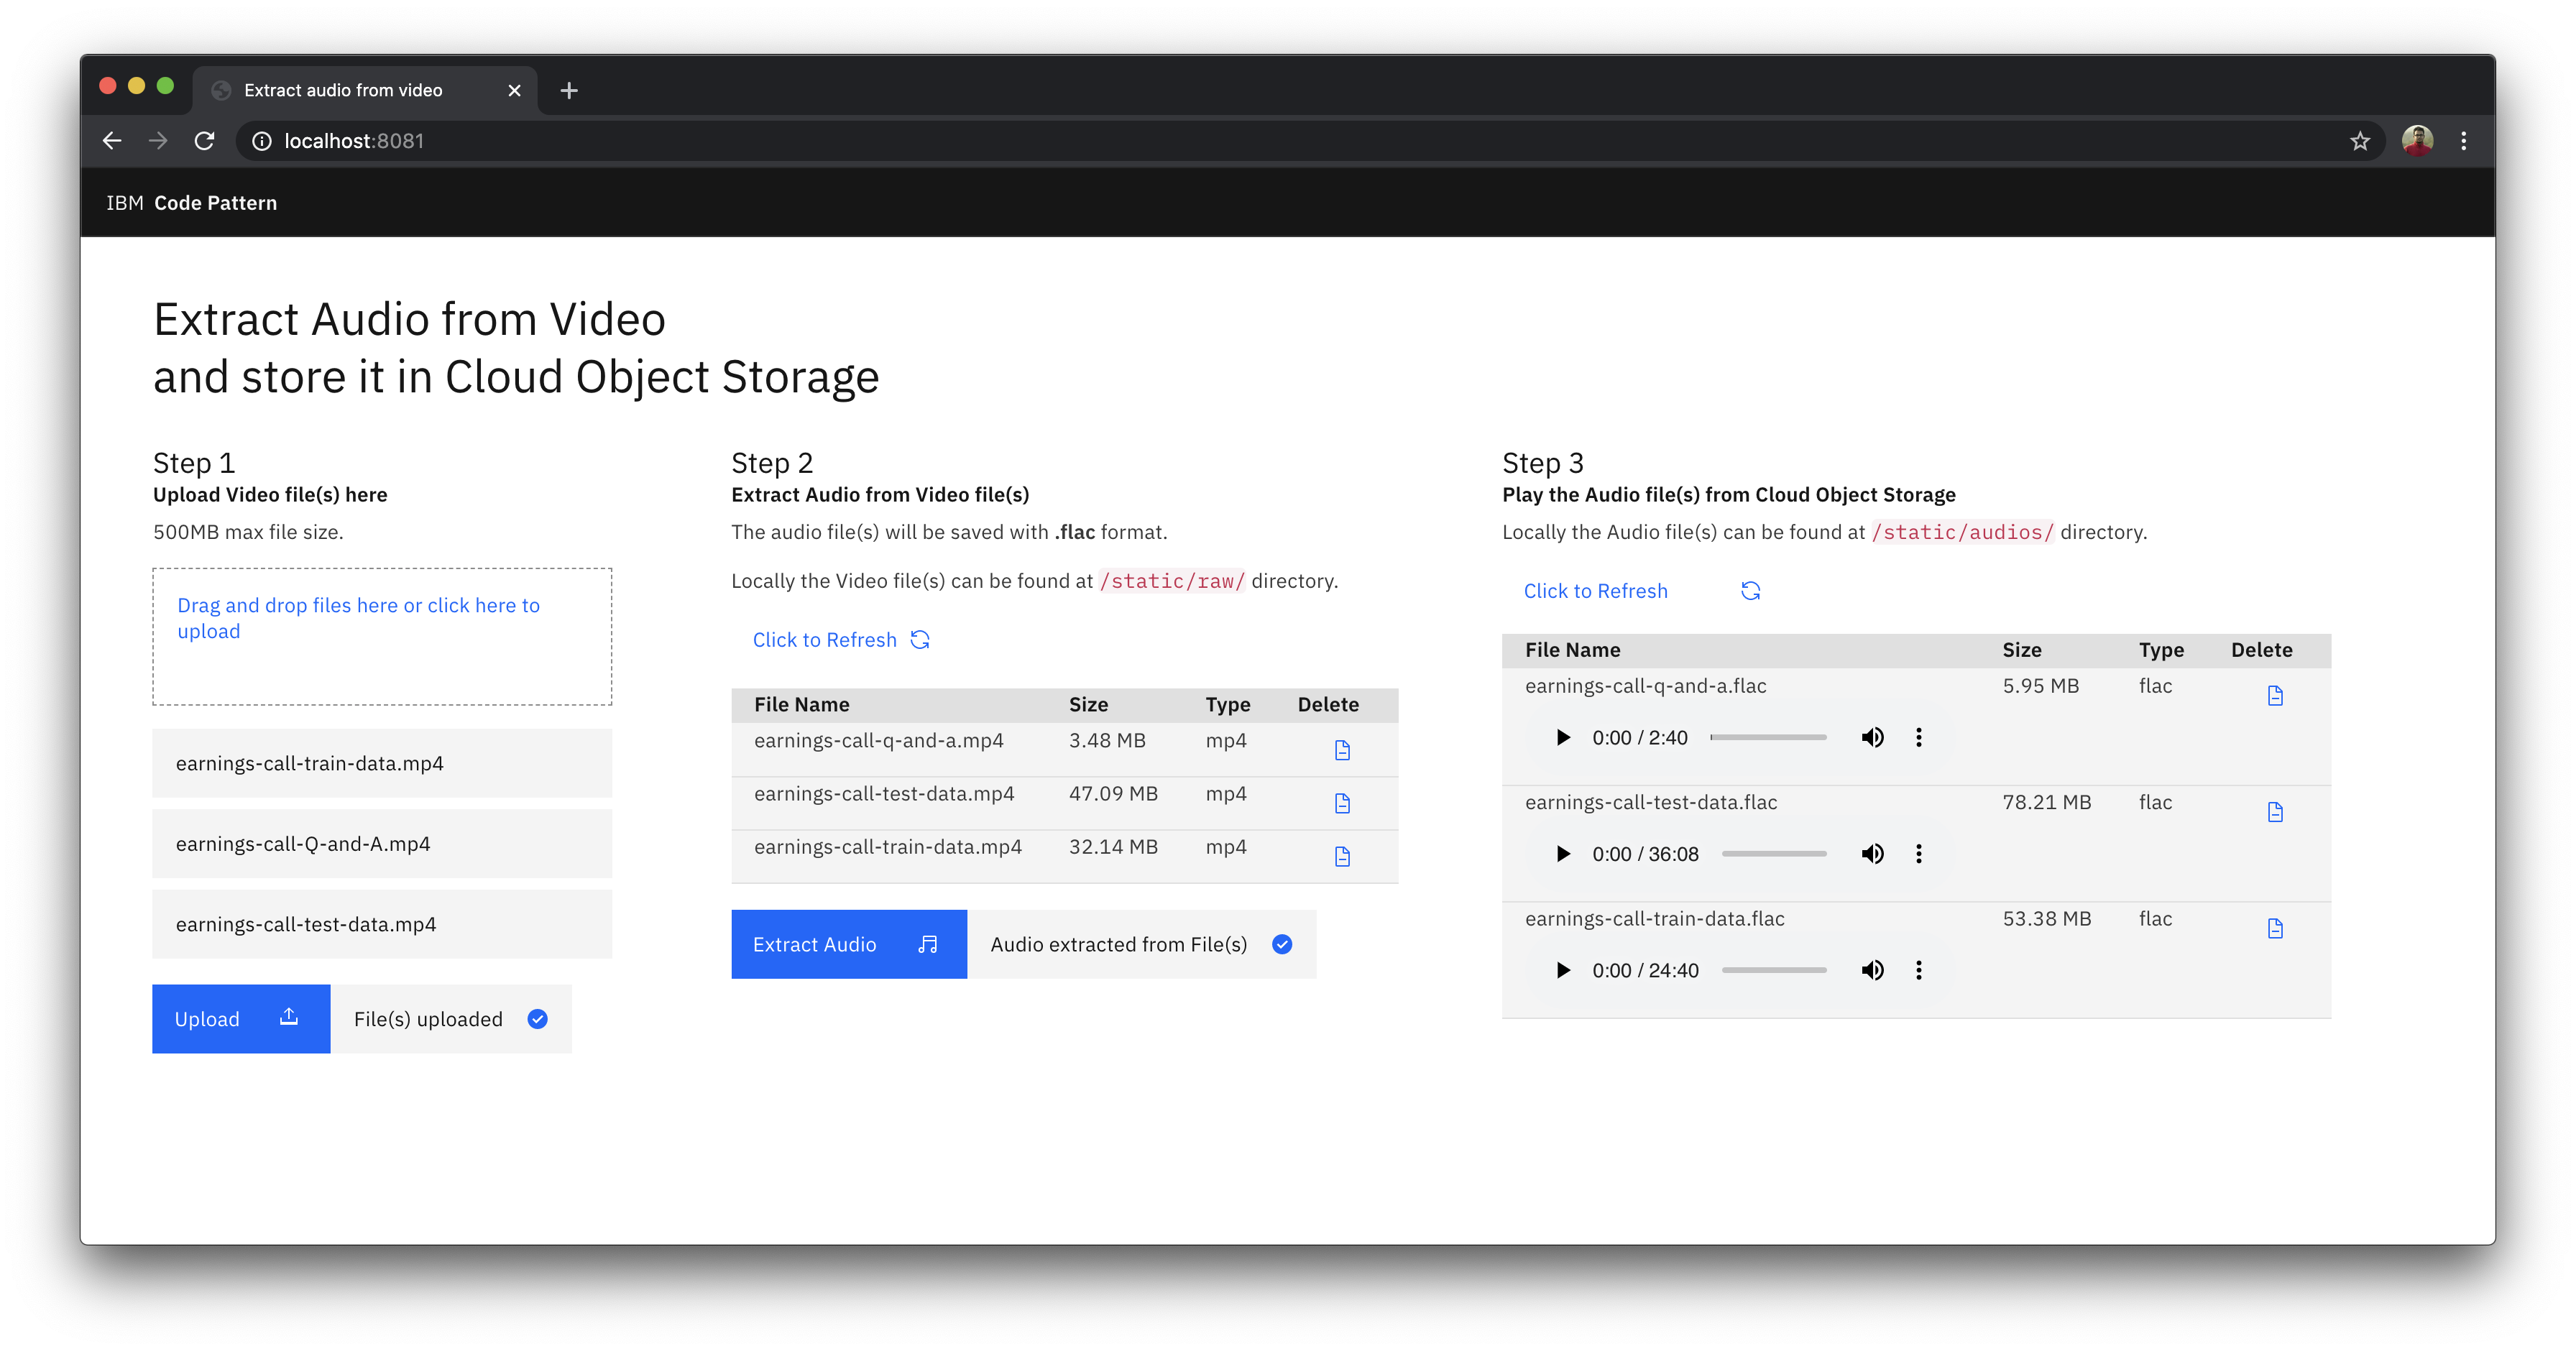 Extract audio from video
localhost:8081
IBM Code Pattern
Extract Audio from Video
and store it in Cloud Object Storage
Step 1
Upload Video file(s) here
500MB max file size.
Drag and drop files here or click here to
upload
earnings-call-train-data.mp4
earnings-call-Q-and-A.mp4
earnings-call-test-data.mp4
Upload
File(s) uploaded
Step 2
Extract Audio from Video file(s)
The audio file(s) will be saved with .flac format.
Locally the Video file(s) can be found at /static/raw/ directory.
Click to Refresh
File Name Size Type Delete
earnings-call-q-and-a.mp4 3.48 MB mp4
earnings-call-test-data.mp4 47.09 MB mp4
earnings-call-train-data.mp4 32.14 MB mp4
Extract Audio
Audio extracted from File(s)
Step 3
Play the Audio file(s) from Cloud Object Storage
Locally the Audio file(s) can be found at /static/audios/ directory.
Click to Refresh
File Name Size Type Delete
earnings-call-q-and-a.flac 5.95 MB flac
0:00 / 2:40
earnings-call-test-data.flac 78.21 MB flac
0:00 / 36:08
earnings-call-train-data.flac 53.38 MB flac
0:00 / 24:40